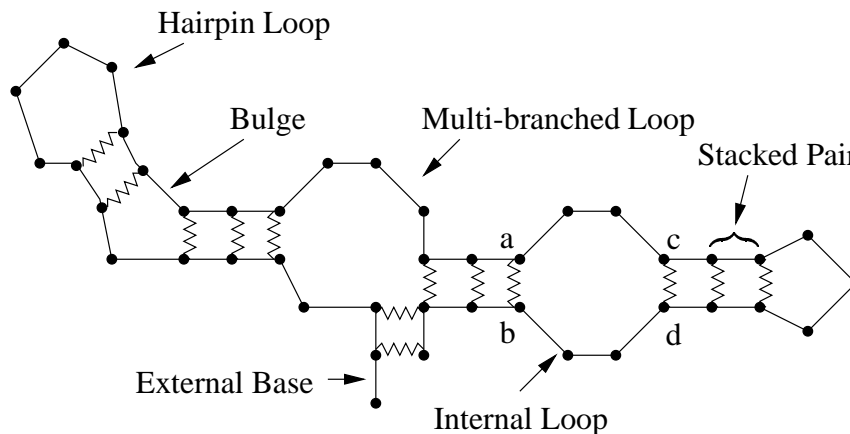 Hairpin Loop
Bulge
Multi-branched Loop
Stacked Pair
a
c
b
d
External Base
Internal Loop